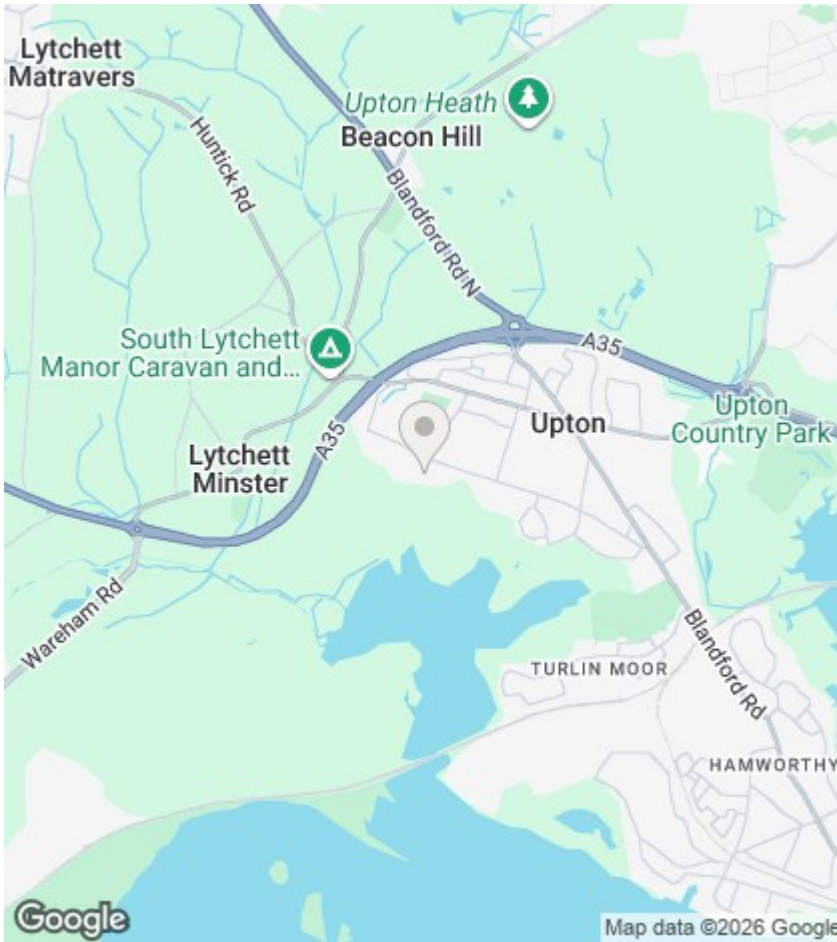 Lytchett
Matravers
Huntick Rd
Upton Heath
Beacon Hill
Blandford Rd N
South Lytchett
Manor Caravan and...
A35
A35
Upton
Upton
Country Park
Lytchett
Minster
Wareham Rd
TURLIN MOOR
Blandford Rd
HAMWORTHY
Google
Map data ©2026 Google